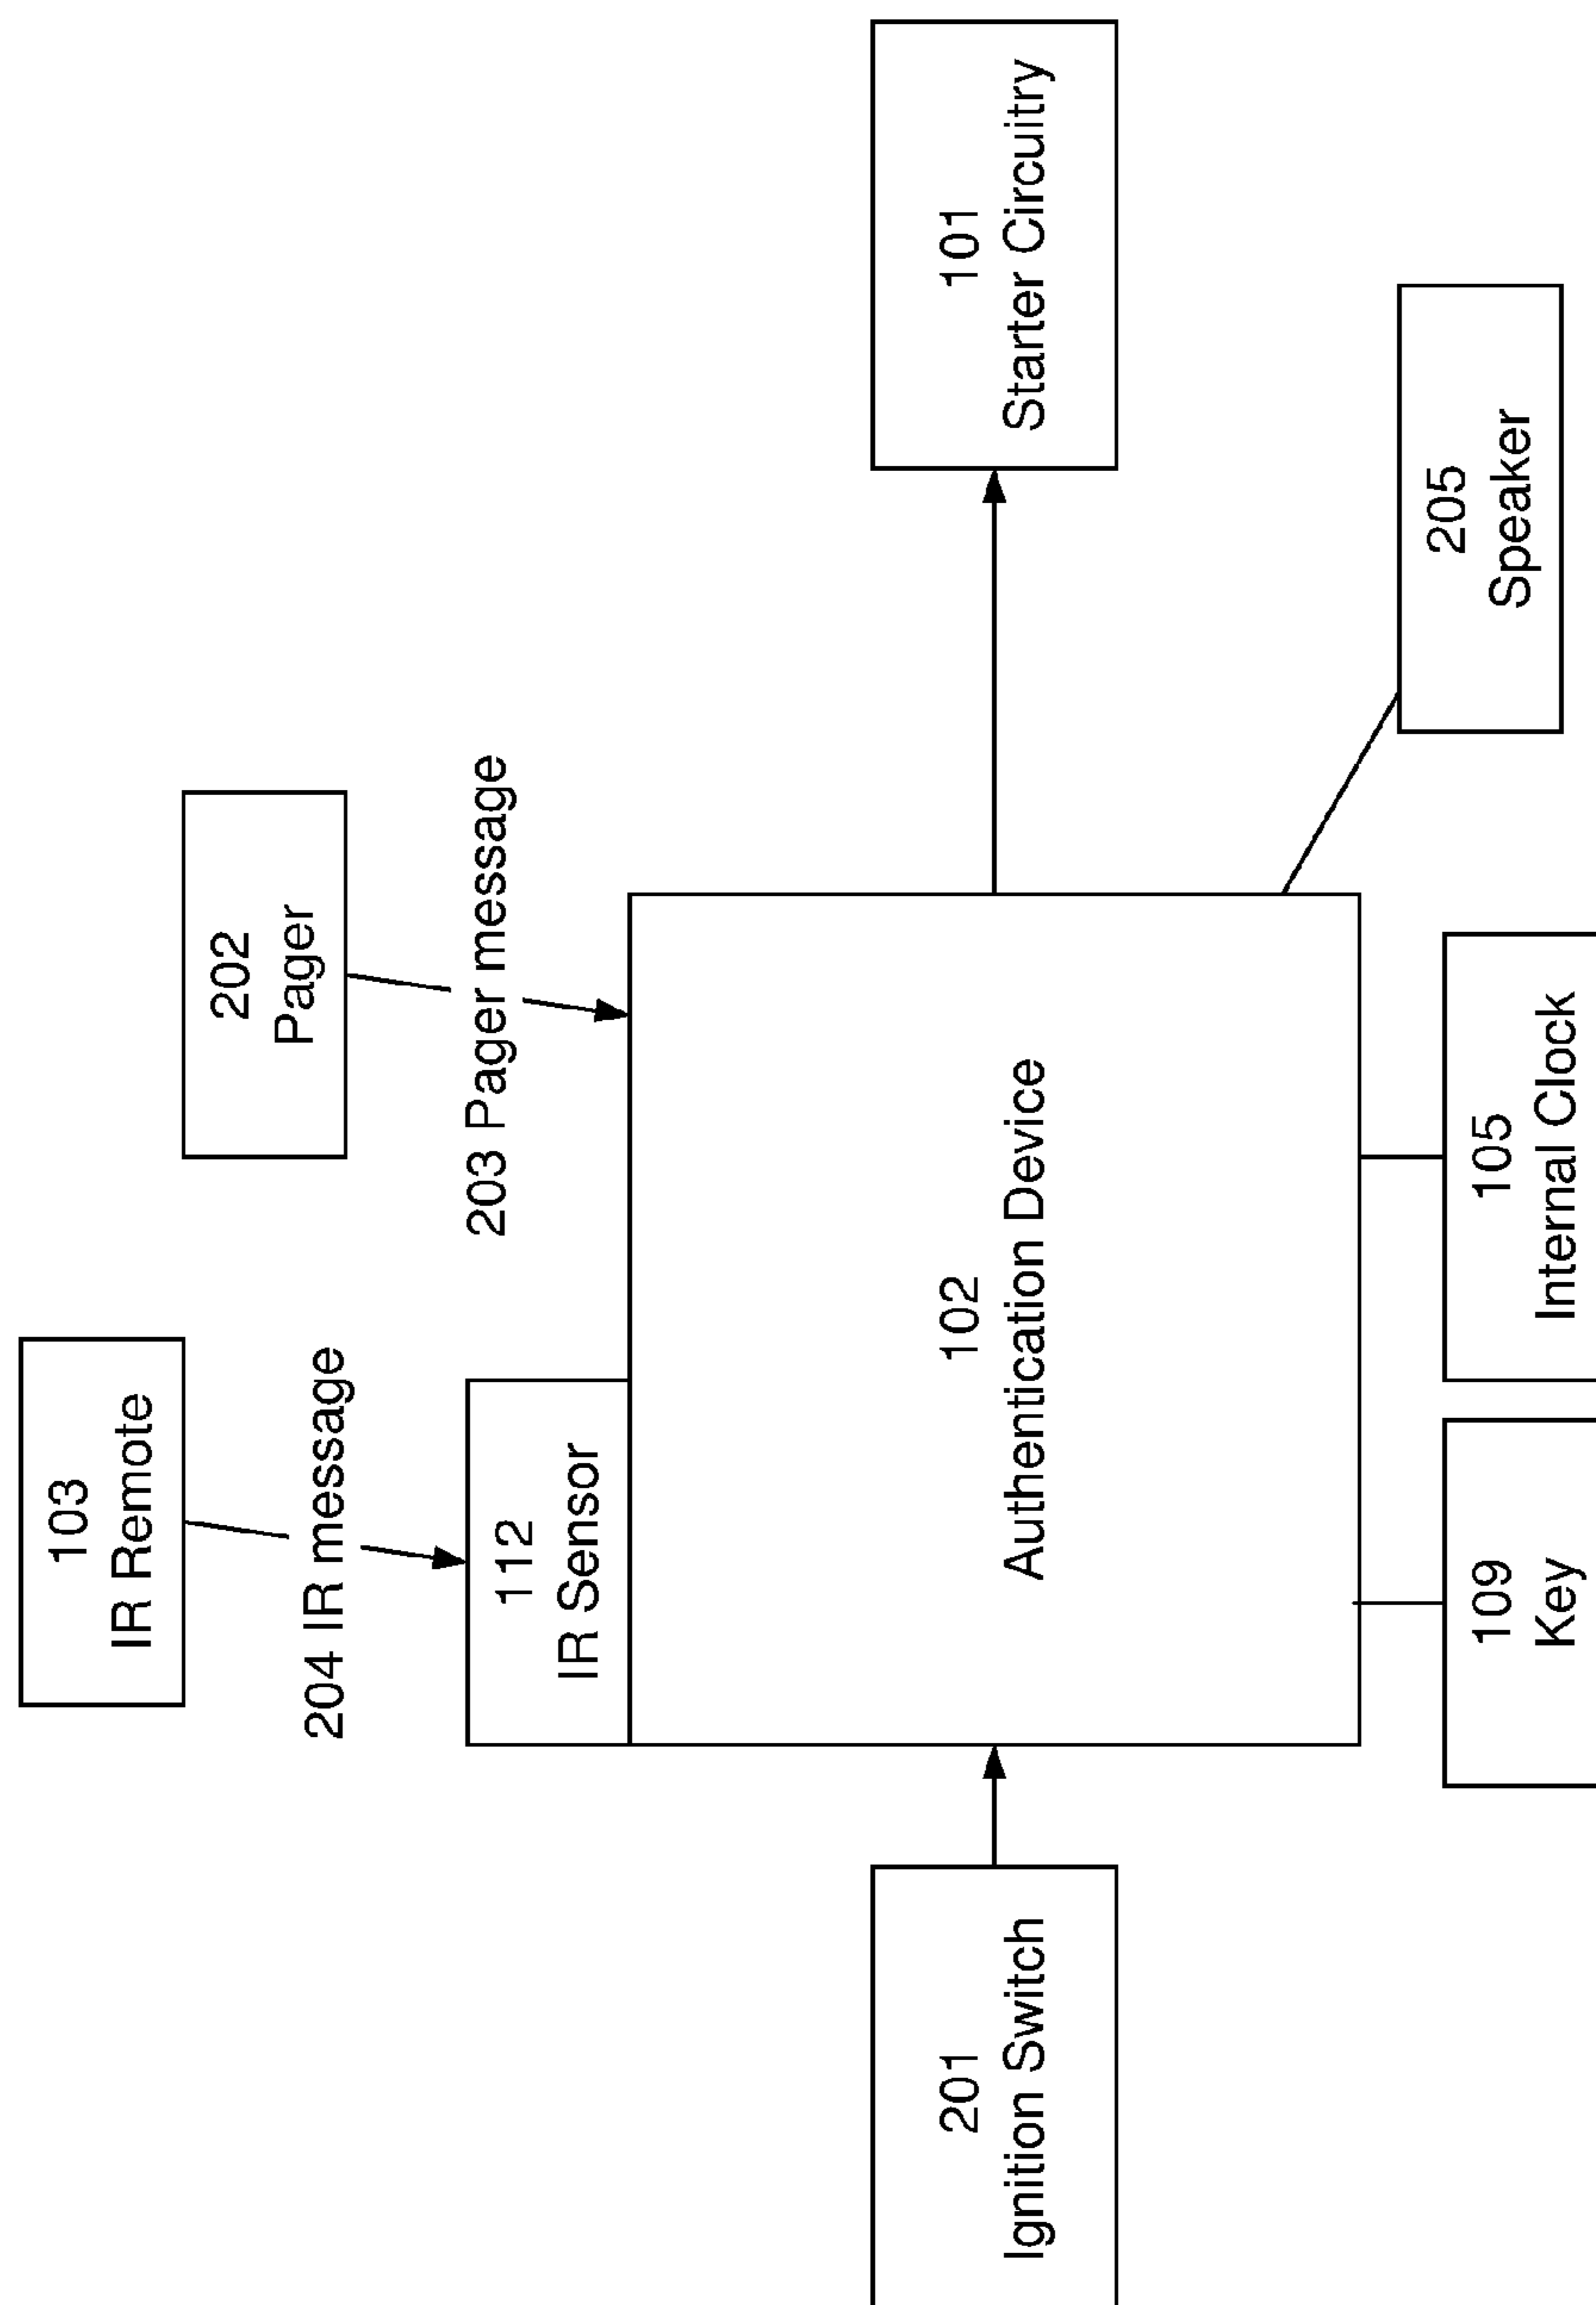 103
IR Remote
204 IR message
202
Pager
203 Pager message
112
IR Sensor
201
Ignition Switch
102
Authentication Device
101
Starter Circuitry
109
Key
105
Internal Clock
205
Speaker